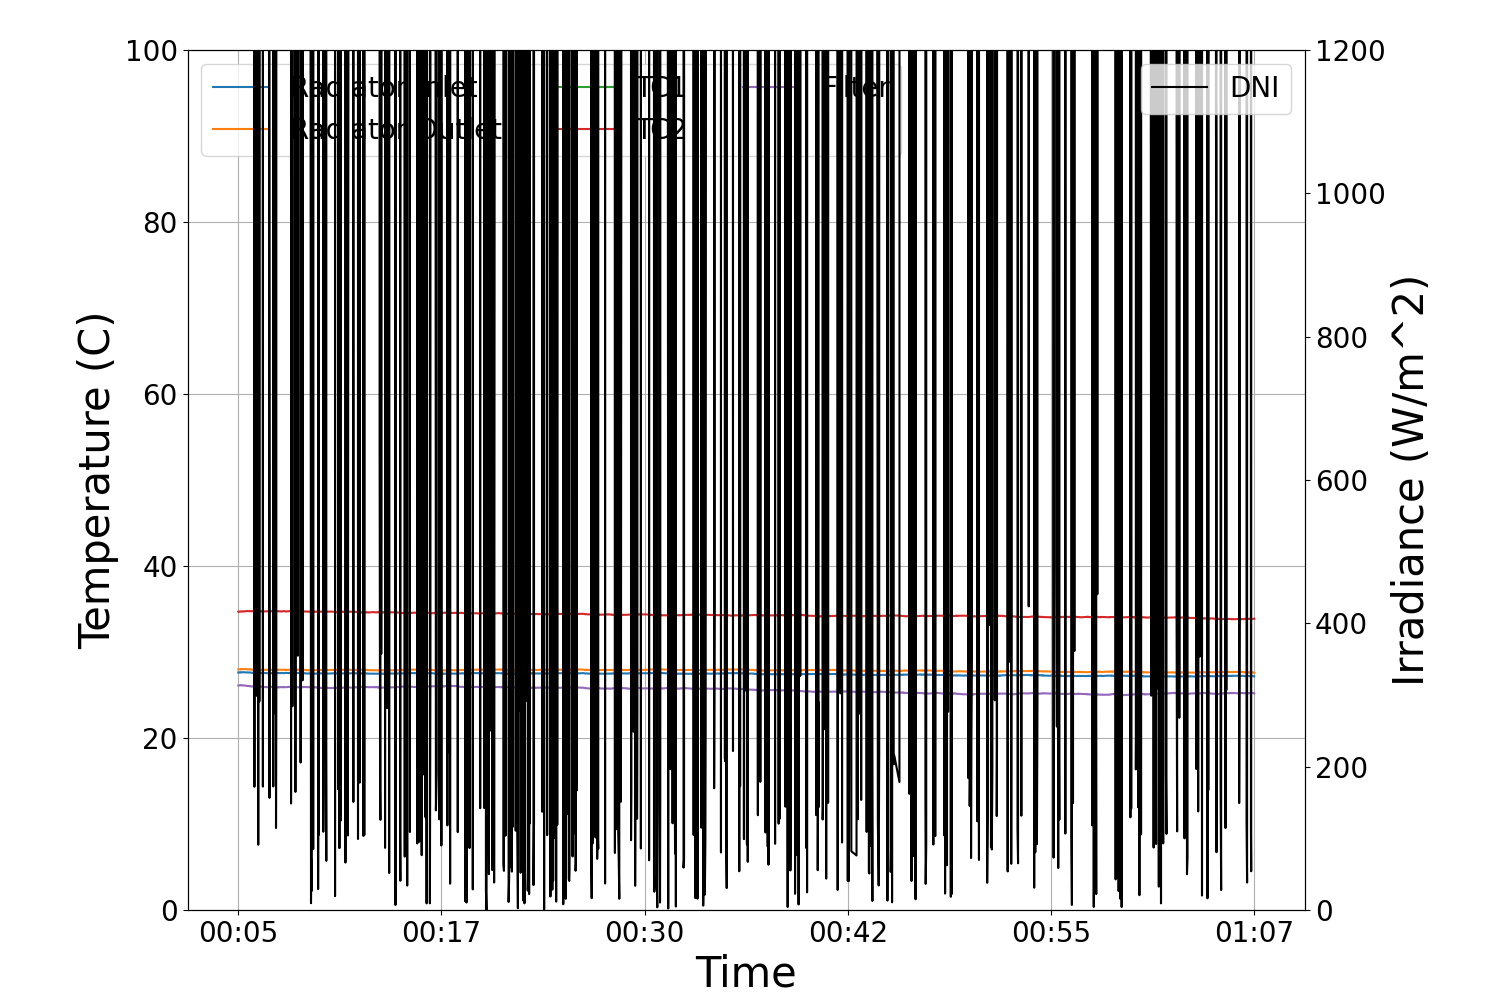 100
80
60
40
20
0
Temperature (C)
Radiator Inlet
Radiator Outlet
TC1
TC2
Filter
DNI
1200
1000
800
600
400
200
0
Irradiance (W/m^2)
00:05 00:17 00:30 00:42 00:55 01:07
Time